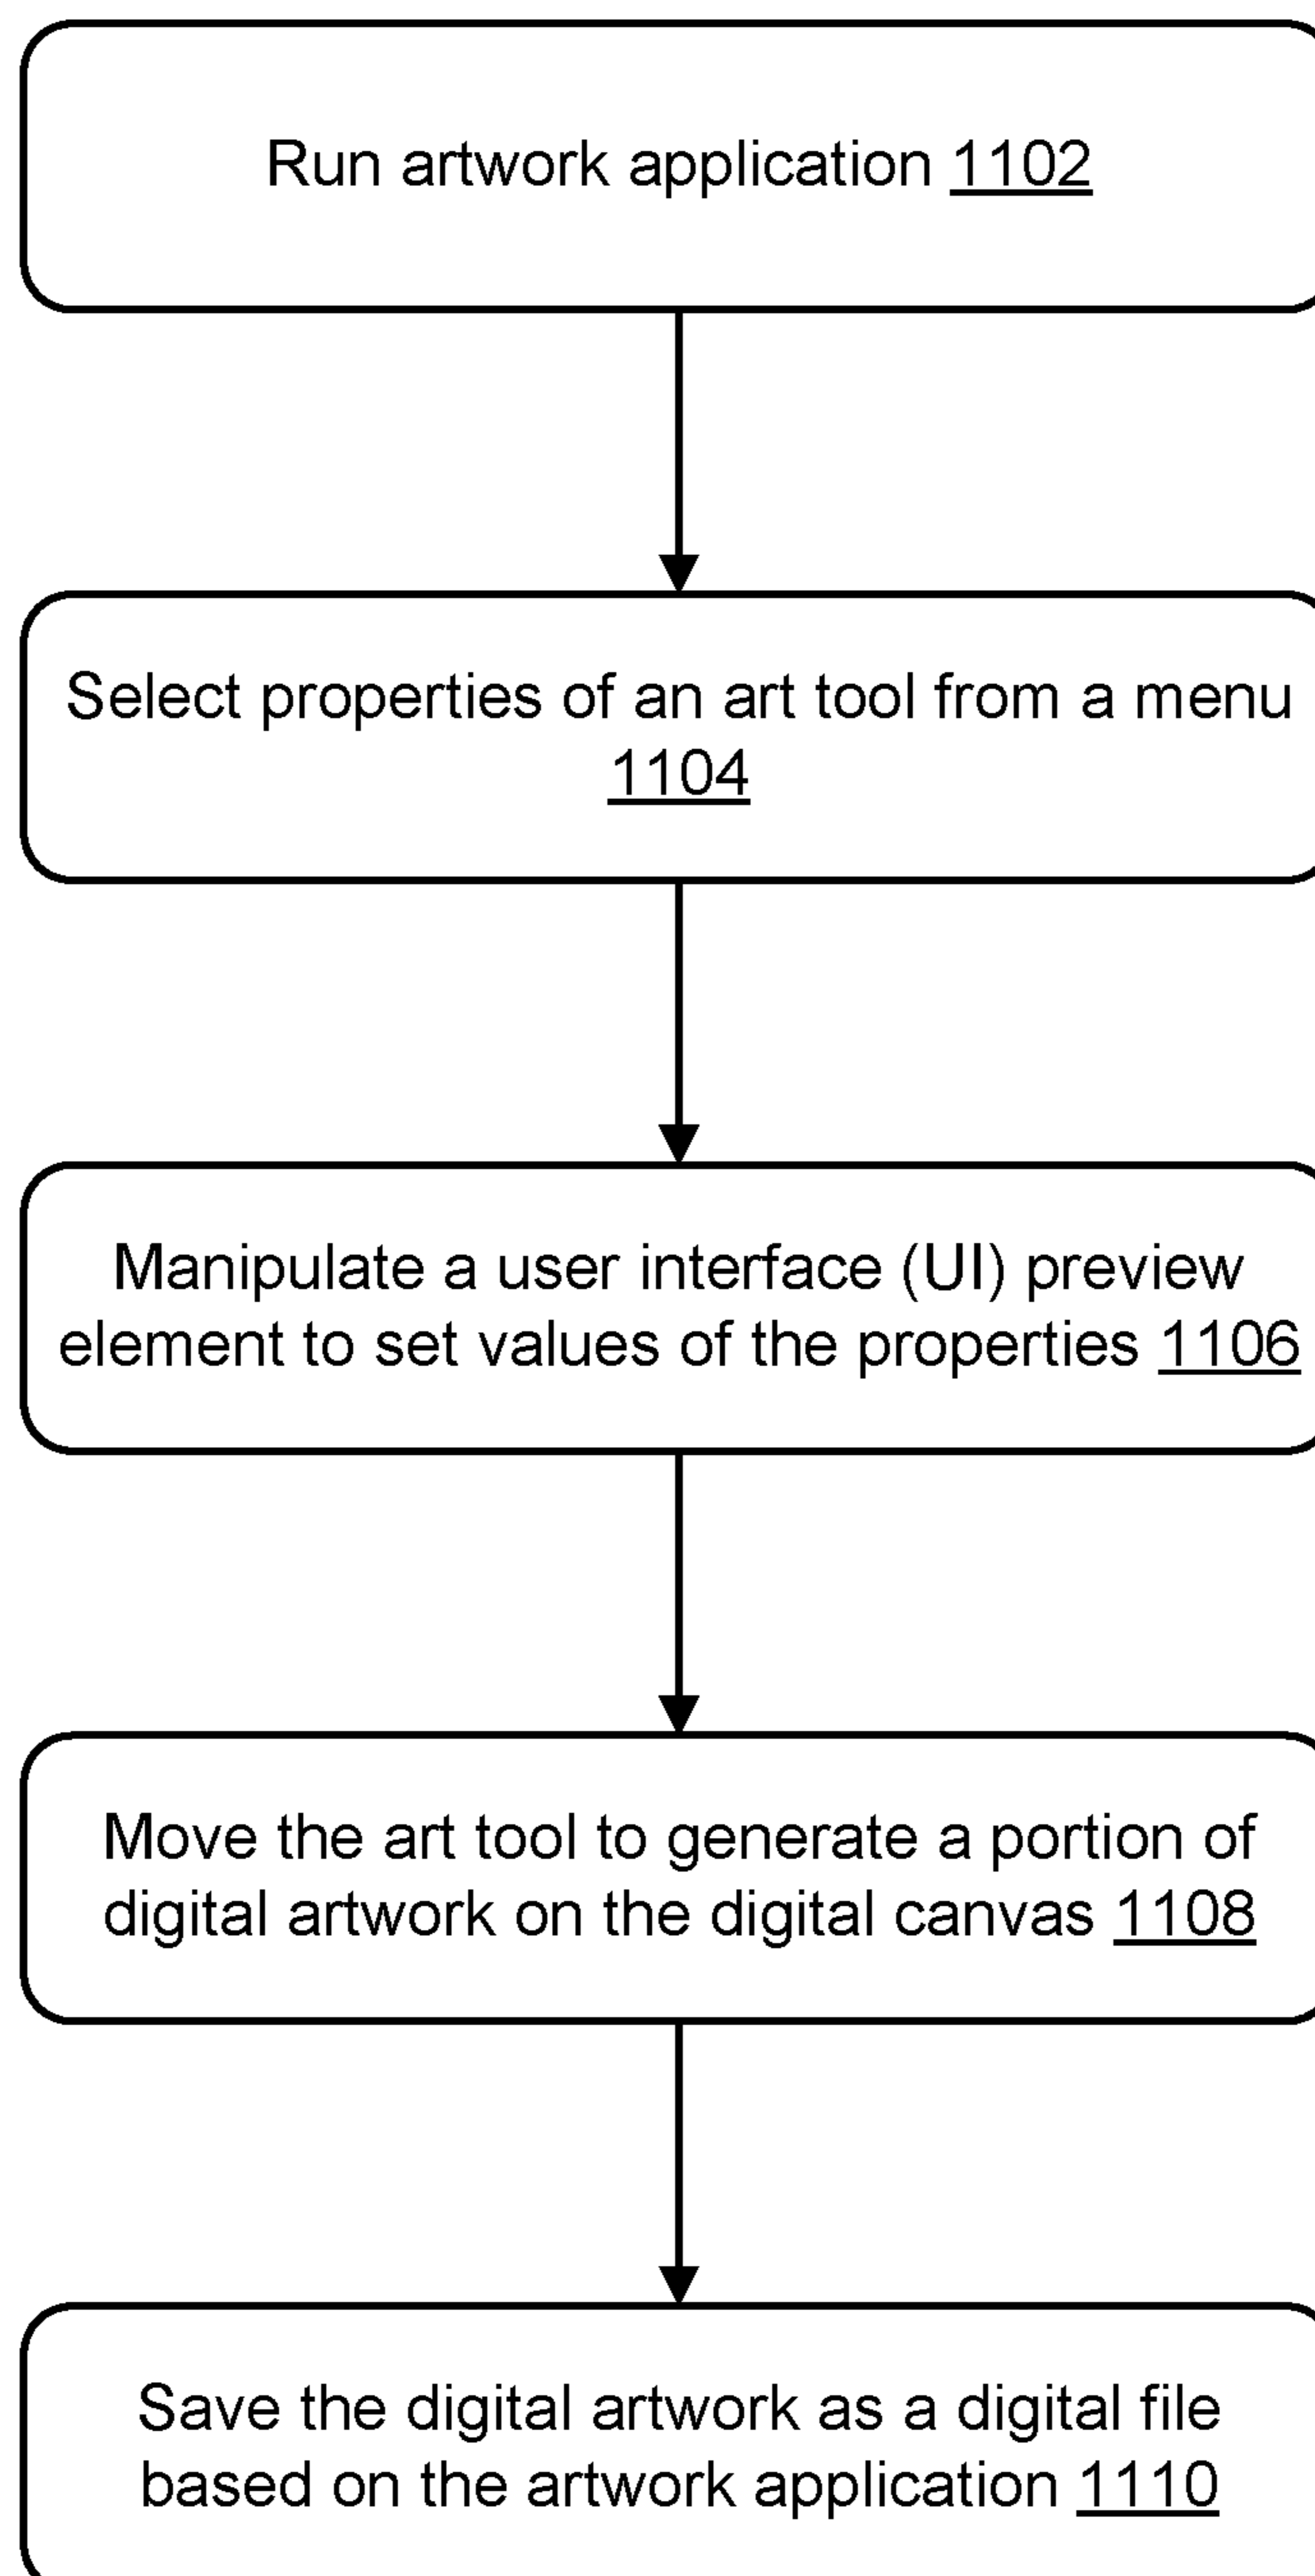 Run artwork application 1102
Select properties of an art tool from a menu
1104
Manipulate a user interface (UI) preview
element to set values of the properties 1106
Move the art tool to generate a portion of
digital artwork on the digital canvas 1108
Save the digital artwork as a digital file
based on the artwork application 1110